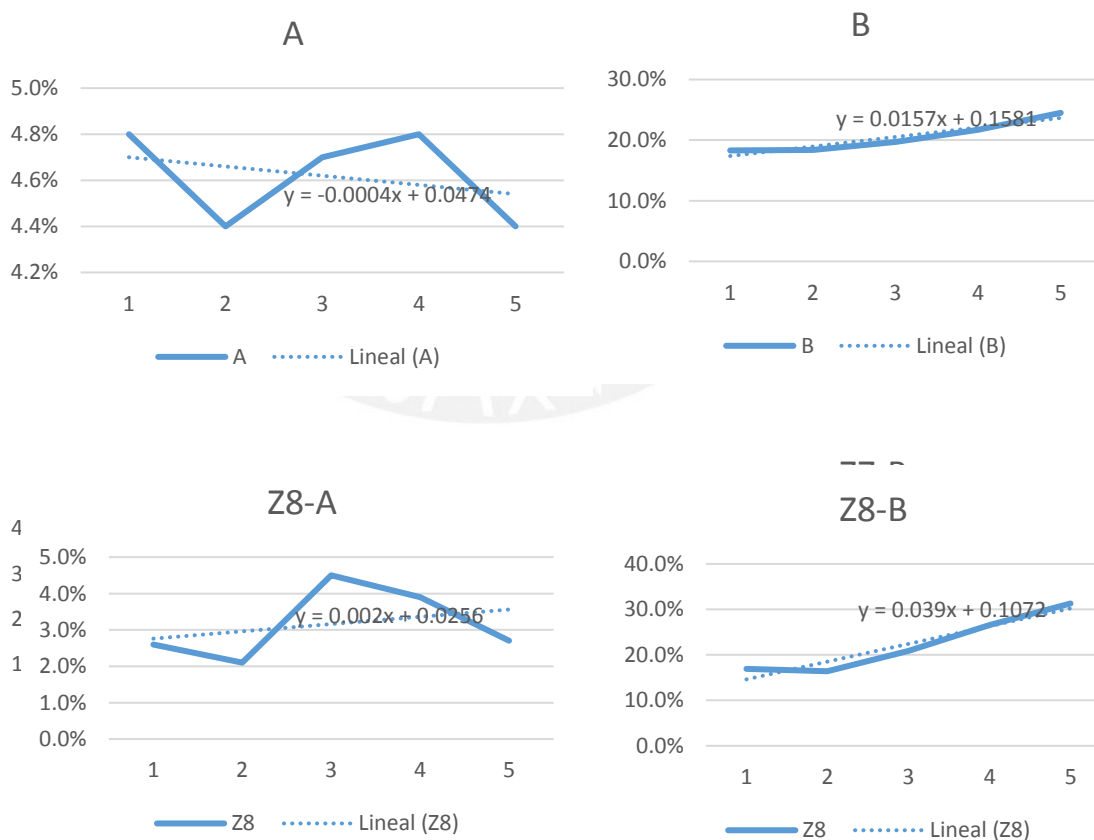 A
5.0%
4.8%
4.6%
4.4%
4.2%
y = -0.0004x + 0.0474
1 2 3 4 5
A Lineal (A)
B
30.0%
20.0%
10.0%
0.0%
y = 0.0157x + 0.1581
1 2 3 4 5
B Lineal (B)
Z8-A
4
3
2
1
5.0%
4.0%
3.0%
2.0%
1.0%
0.0%
y = 0.002x + 0.0256
1 2 3 4 5
Z8 Lineal (Z8)
Z8-B
40.0%
30.0%
20.0%
10.0%
0.0%
y = 0.039x + 0.1072
1 2 3 4 5
Z8 Lineal (Z8)